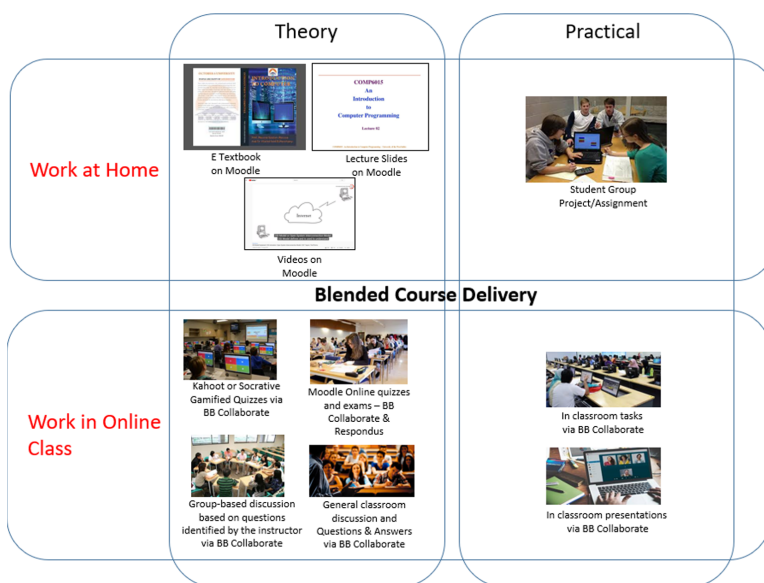 Theory
Practical
Work at Home
COMP6015
An
Introduction
to
Computer Programming
Lecture 02
E Textbook
on Moodle
Lecture Slides
on Moodle
Internet
Videos on
Moodle
Student Group
Project/Assignment
Blended Course Delivery
Work in Online
Class
Kahoot or Socrative
Gamified Quizzes via
BB Collaborate
Moodle Online quizzes
and exams – BB
Collaborate &
Respondus
Group-based discussion
based on questions
identified by the instructor
via BB Collaborate
General classroom
discussion and
Questions & Answers
via BB Collaborate
In classroom tasks
via BB Collaborate
In classroom presentations
via BB Collaborate